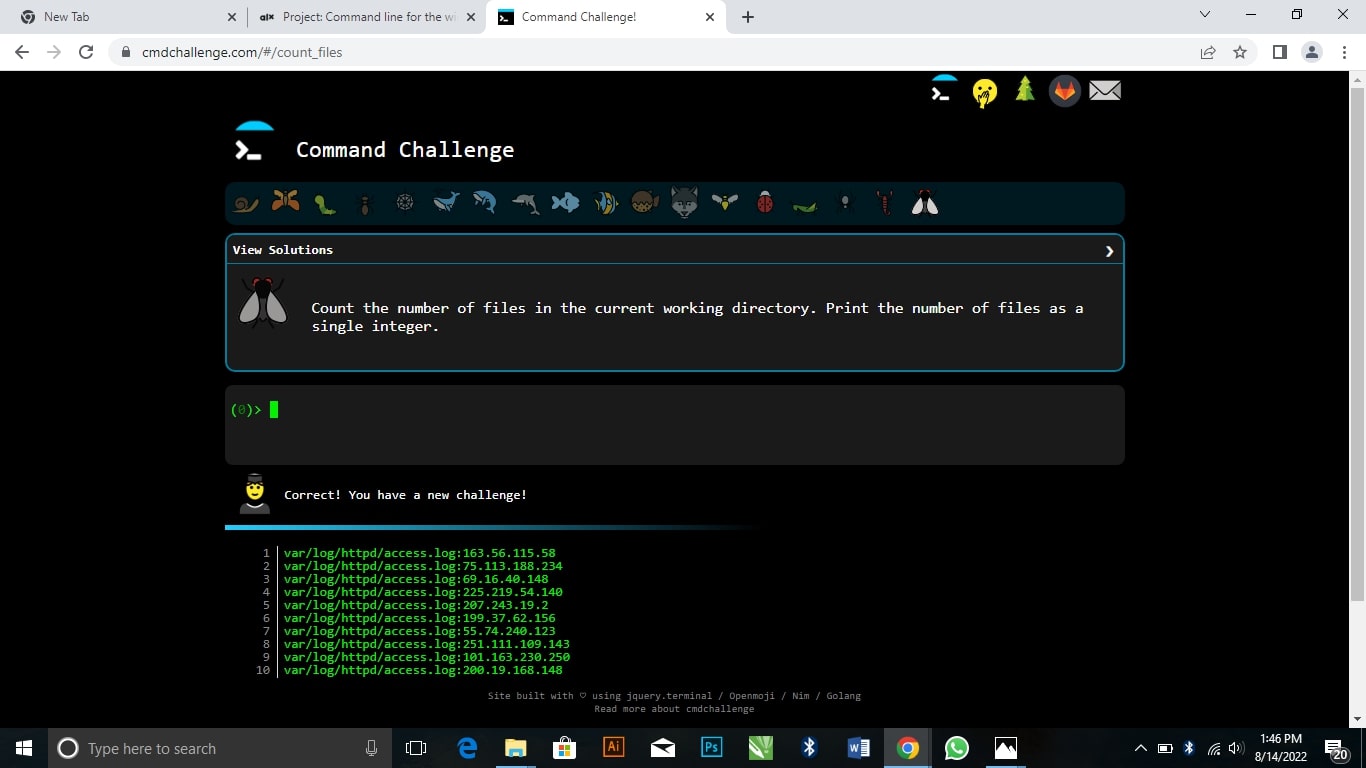 New Tab
alx Project: Command line for the wi
Command Challenge!
cmdchallenge.com/#/count_files
Command Challenge
View Solutions
Count the number of files in the current working directory. Print the number of files as a
single integer.
(0)>
Correct! You have a new challenge!
1 var/log/httpd/access.log:163.56.115.58
2 var/log/httpd/access.log:75.113.188.234
3 var/log/httpd/access.log:69.16.40.148
4 var/log/httpd/access.log:225.219.54.140
5 var/log/httpd/access.log:207.243.19.2
6 var/log/httpd/access.log:199.37.62.156
7 var/log/httpd/access.log:55.74.240.123
8 var/log/httpd/access.log:251.111.109.143
9 var/log/httpd/access.log:101.163.230.250
10 var/log/httpd/access.log:200.19.168.148
Site built with ♡ using jquery.terminal / Openmoji / Nim / Golang
Read more about cmdchallenge
Type here to search
Ai
Ps
1:46 PM
8/14/2022
20